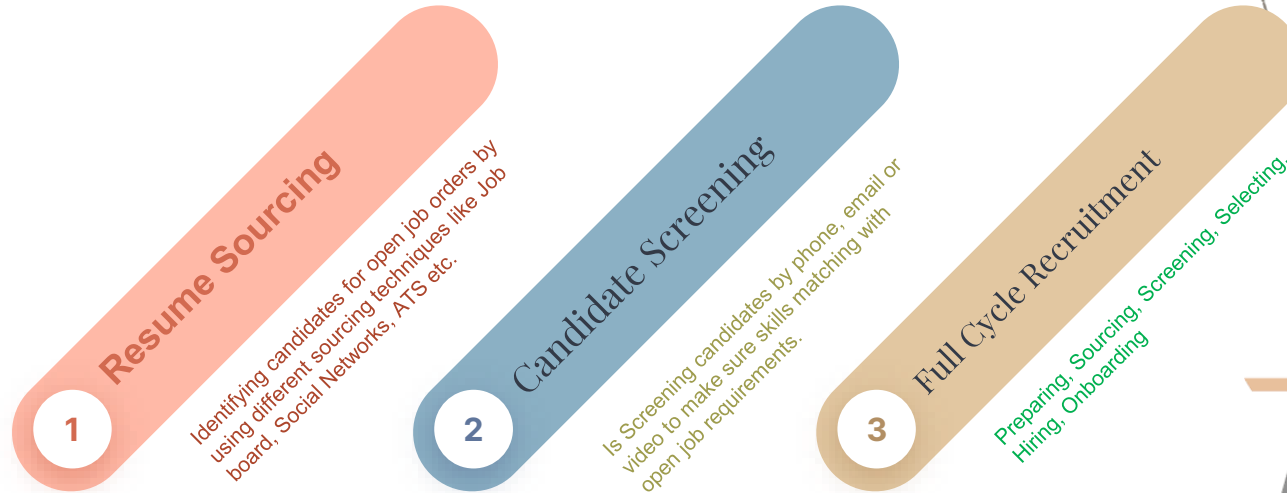 1
Resume Sourcing
Identifying candidates for open job orders by
using different sourcing techniques like Job
board, Social Networks, ATS etc.
2
Candidate Screening
Is Screening candidates by phone, email or
video to make sure skills matching with
open job requirements.
3
Full Cycle Recruitment
Preparing, Sourcing, Screening, Selecting,
Hiring, Onboarding